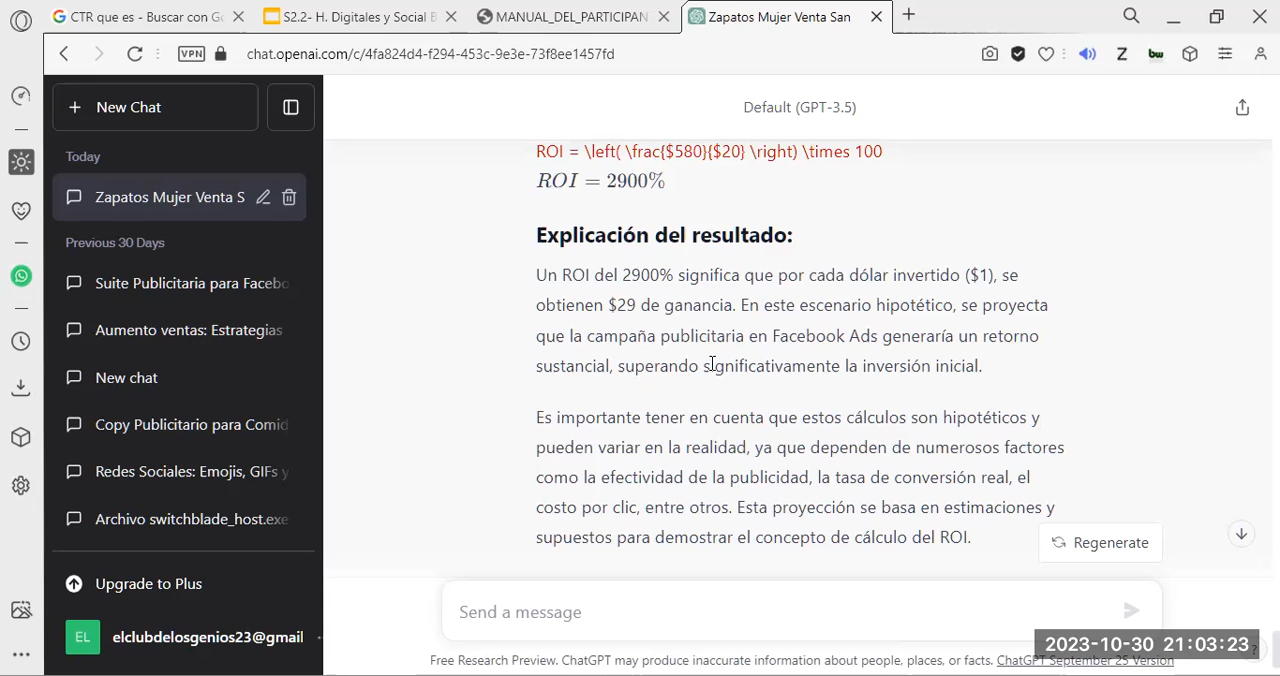 CTR que es - Buscar con Go
S2.2- H. Digitales y Social B
MANUAL_DEL_PARTICIPAN
Zapatos Mujer Venta San
VPN
chat.openai.com/c/4fa824d4-f294-453c-9e3e-73f8ee1457fd
Z
bw
New Chat
Default (GPT-3.5)
Today
Zapatos Mujer Venta S
Previous 30 Days
Suite Publicitaria para Facebo
Aumento ventas: Estrategias
New chat
Copy Publicitario para Comid
Redes Sociales: Emojis, GIFs y
Archivo switchblade_host.exe
Upgrade to Plus
EL
elclubdelosgenios23@gmail
ROI = \left( \frac{$580}{$20} \right) \times 100
ROI = 2900%
Explicación del resultado:
Un ROI del 2900% significa que por cada dólar invertido ($1), se
obtienen $29 de ganancia. En este escenario hipotético, se proyecta
que la campaña publicitaria en Facebook Ads generaría un retorno
sustancial, superando significativamente la inversión inicial.
Es importante tener en cuenta que estos cálculos son hipotéticos y
pueden variar en la realidad, ya que dependen de numerosos factores
como la efectividad de la publicidad, la tasa de conversión real, el
costo por clic, entre otros. Esta proyección se basa en estimaciones y
supuestos para demostrar el concepto de cálculo del ROI.
Regenerate
Send a message
2023-10-30 21:03:23
Free Research Preview. ChatGPT may produce inaccurate information about people, places, or facts. ChatGPT September 25 Version